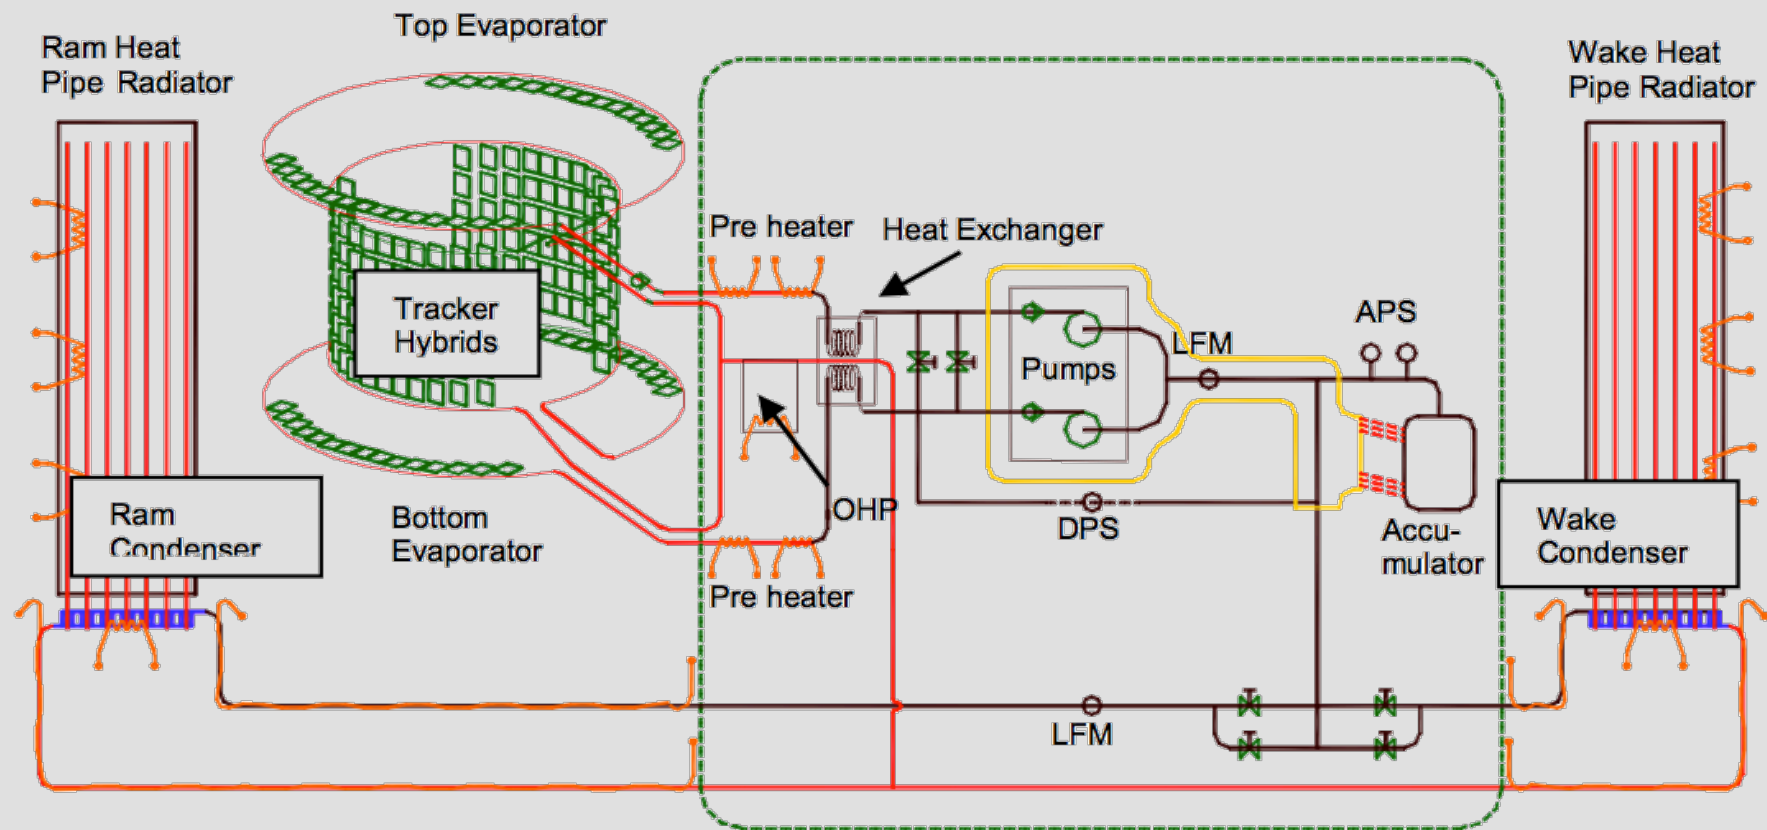 Top Evaporator
Ram Heat
Pipe Radiator
Wake Heat
Pipe Radiator
Pre heater
Heat Exchanger
Tracker
Hybrids
APS
LFM
Pumps
OHP
DPS
Ram
Condenser
Bottom
Evaporator
Accu-
mulator
Wake
Condenser
Pre heater
LFM